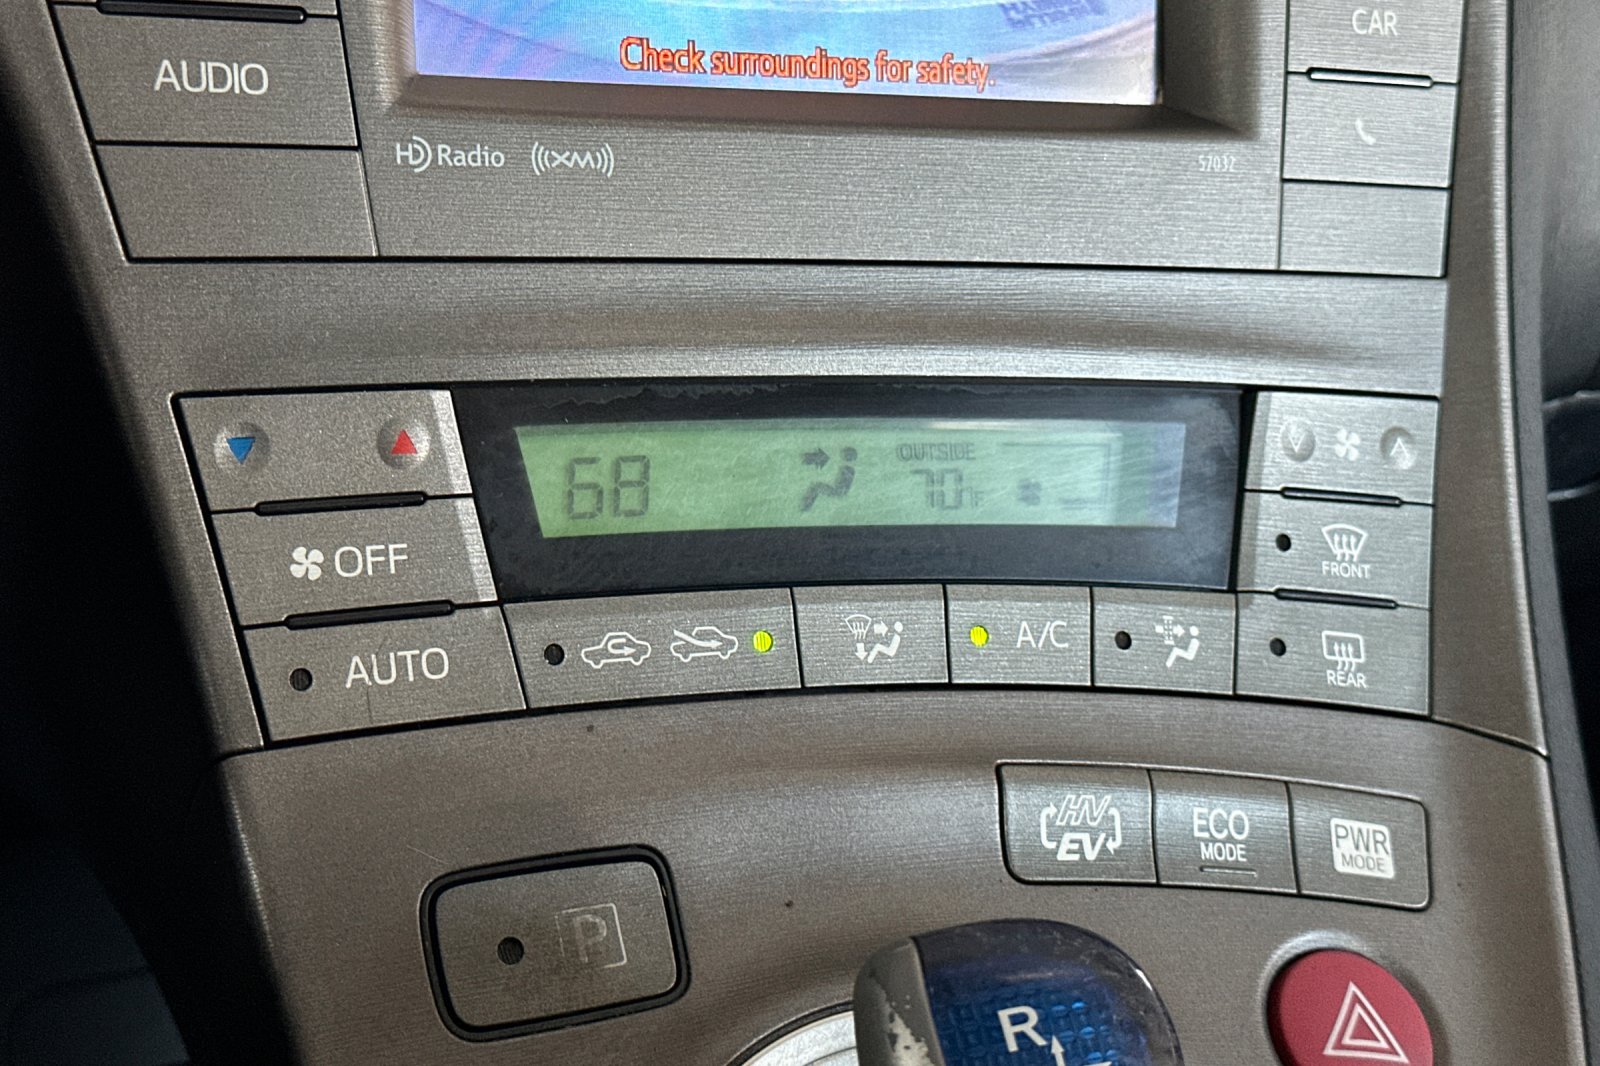 CAR
Check surroundings for safety.
AUDIO
HD Radio ((XM))
57032
68
OUTSIDE
70°F
OFF
FRONT
AUTO
A/C
REAR
HV
EV
ECO
MODE
PWR
MODE
P
R